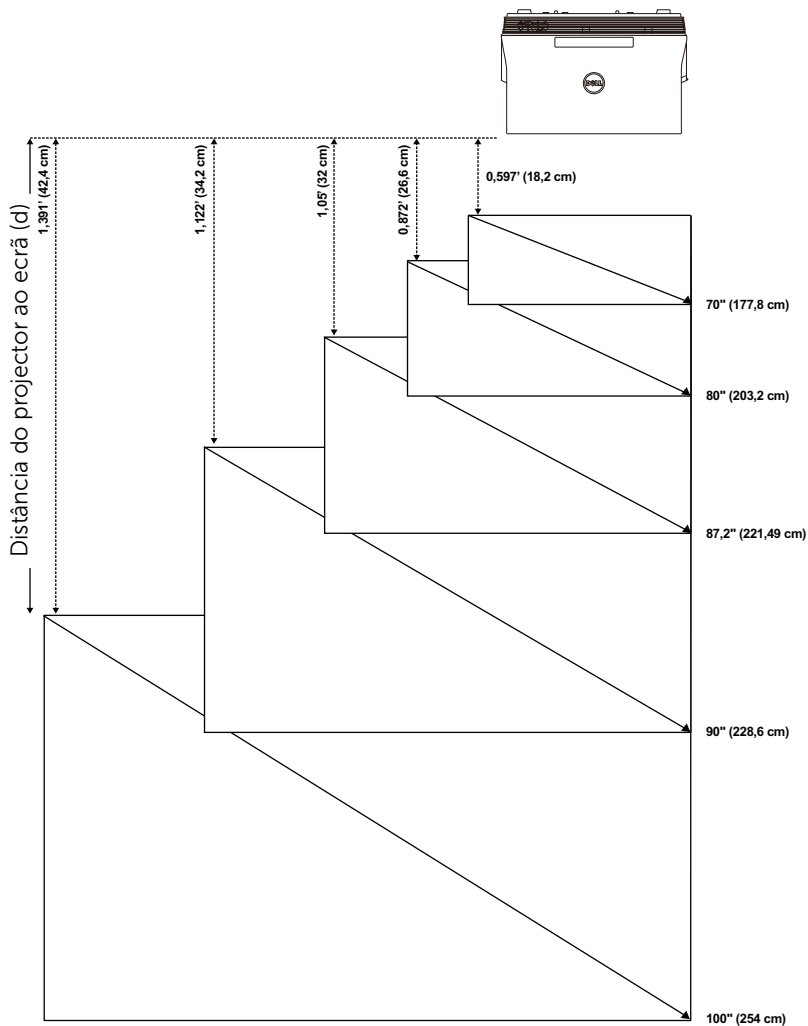 DELL
Distância do projector ao ecrã (d)
1,391' (42,4 cm)
1,122' (34,2 cm)
1,05' (32 cm)
0,872' (26,6 cm)
0,597' (18,2 cm)
70" (177,8 cm)
80" (203,2 cm)
87,2" (221,49 cm)
90" (228,6 cm)
100" (254 cm)